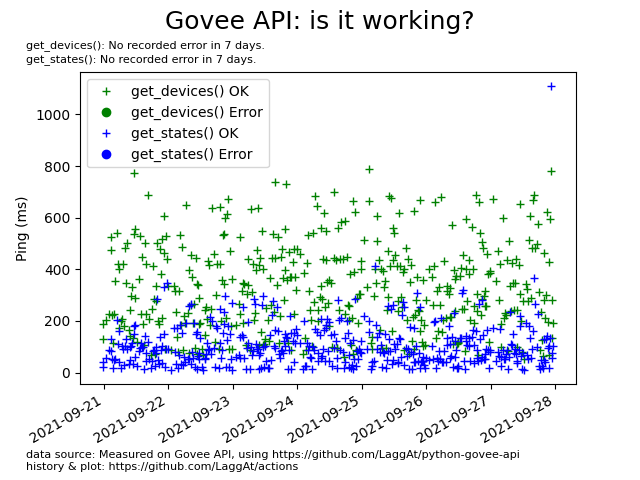 Govee API: is it working?
get_devices(): No recorded error in 7 days.
get_states(): No recorded error in 7 days.
get_devices() OK
get_devices() Error
get_states() OK
get_states() Error
Ping (ms)
1000
800
600
400
200
0
2021-09-21
2021-09-22
2021-09-23
2021-09-24
2021-09-25
2021-09-26
2021-09-27
2021-09-28
data source: Measured on Govee API, using https://github.com/LaggAt/python-govee-api
history & plot: https://github.com/LaggAt/actions